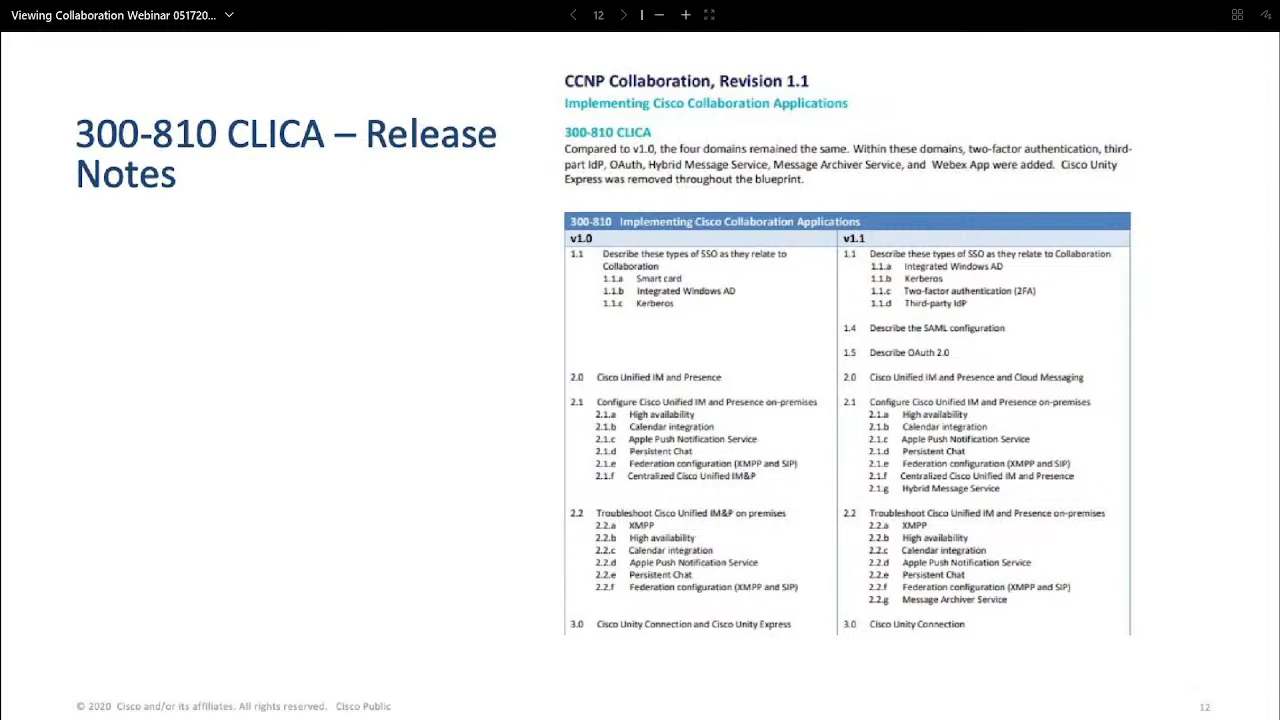 Viewing Collaboration Webinar 051720...
12
300-810 CLICA – Release
Notes
CCNP Collaboration, Revision 1.1
Implementing Cisco Collaboration Applications
300-810 CLICA
Compared to v1.0, the four domains remained the same. Within these domains, two-factor authentication, third-
part IdP, OAuth, Hybrid Message Service, Message Archiver Service, and Webex App were added. Cisco Unity
Express was removed throughout the blueprint.
300-810 Implementing Cisco Collaboration Applications
v1.0
1.1 Describe these types of SSO as they relate to
Collaboration
1.1.a Smart card
1.1.b Integrated Windows AD
1.1.c Kerberos
2.0 Cisco Unified IM and Presence
2.1 Configure Cisco Unified IM and Presence on-premises
2.1.a High availability
2.1.b Calendar integration
2.1.c Apple Push Notification Service
2.1.d Persistent Chat
2.1.e Federation configuration (XMPP and SIP)
2.1.f Centralized Cisco Unified IM&P
2.2 Troubleshoot Cisco Unified IM&P on premises
2.2.a XMPP
2.2.b High availability
2.2.c Calendar integration
2.2.d Apple Push Notification Service
2.2.e Persistent Chat
2.2.f Federation configuration (XMPP and SIP)
3.0 Cisco Unity Connection and Cisco Unity Express
v1.1
1.1 Describe these types of SSO as they relate to Collaboration
1.1.a Integrated Windows AD
1.1.b Kerberos
1.1.c Two-factor authentication (2FA)
1.1.d Third-party IdP
1.4 Describe the SAML configuration
1.5 Describe OAuth 2.0
2.0 Cisco Unified IM and Presence and Cloud Messaging
2.1 Configure Cisco Unified IM and Presence on-premises
2.1.a High availability
2.1.b Calendar integration
2.1.c Apple Push Notification Service
2.1.d Persistent Chat
2.1.e Federation configuration (XMPP and SIP)
2.1.f Centralized Cisco Unified IM and Presence
2.1.g Hybrid Message Service
2.2 Troubleshoot Cisco Unified IM and Presence on-premises
2.2.a XMPP
2.2.b High availability
2.2.c Calendar integration
2.2.d Apple Push Notification Service
2.2.e Persistent Chat
2.2.f Federation configuration (XMPP and SIP)
2.2.g Message Archiver Service
3.0 Cisco Unity Connection
© 2020 Cisco and/or its affiliates. All rights reserved. Cisco Public
12